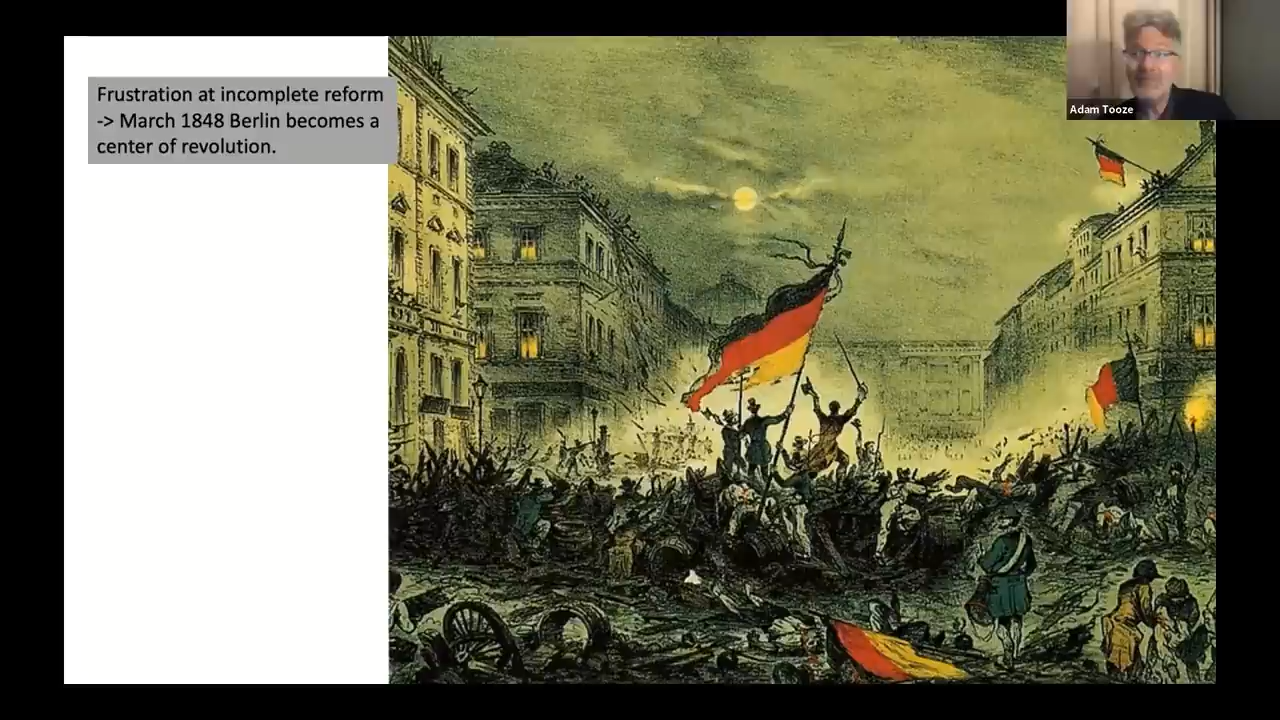 Frustration at incomplete reform
-> March 1848 Berlin becomes a
center of revolution.
Adam Tooze